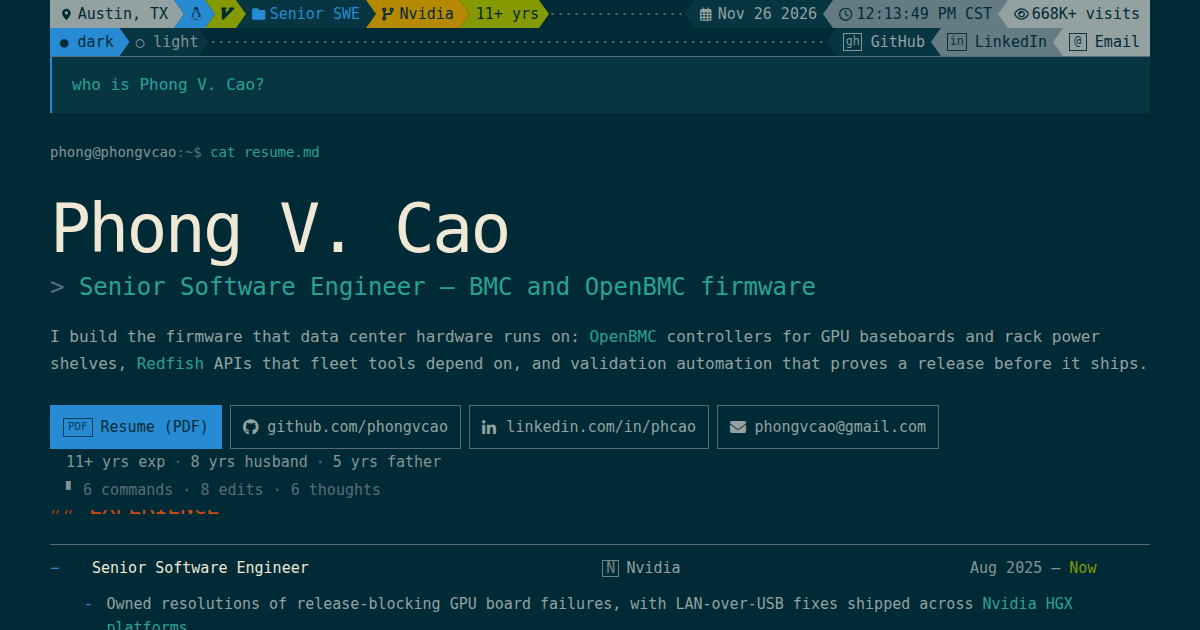 Austin, TX Senior SWE Nvidia 11+ yrs Nov 26 2026 12:13:49 PM CST 668K+ visits
● dark ○ light gh GitHub in LinkedIn @ Email
who is Phong V. Cao?
phong@phongvcao:~$ cat resume.md
Phong V. Cao
> Senior Software Engineer — BMC and OpenBMC firmware
I build the firmware that data center hardware runs on: OpenBMC controllers for GPU baseboards and rack power
shelves, Redfish APIs that fleet tools depend on, and validation automation that proves a release before it ships.
PDF Resume (PDF) github.com/phongvcao linkedin.com/in/phcao phongvcao@gmail.com
11+ yrs exp · 8 yrs husband · 5 yrs father
6 commands · 8 edits · 6 thoughts
## EXPERIENCE
— Senior Software Engineer N Nvidia Aug 2025 — Now
- Owned resolutions of release-blocking GPU board failures, with LAN-over-USB fixes shipped across Nvidia HGX
platforms